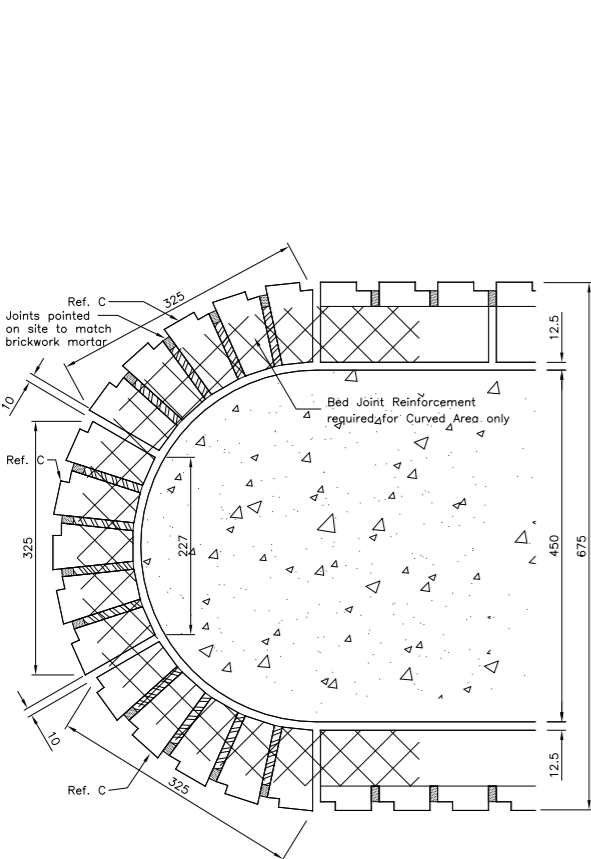 325
Ref. C
Joints pointed
on site to match
brickwork mortar
12.5
10
Bed Joint Reinforcement
required for Curved Area only
Ref. C
325
227
450
675
10
12.5
325
Ref. C